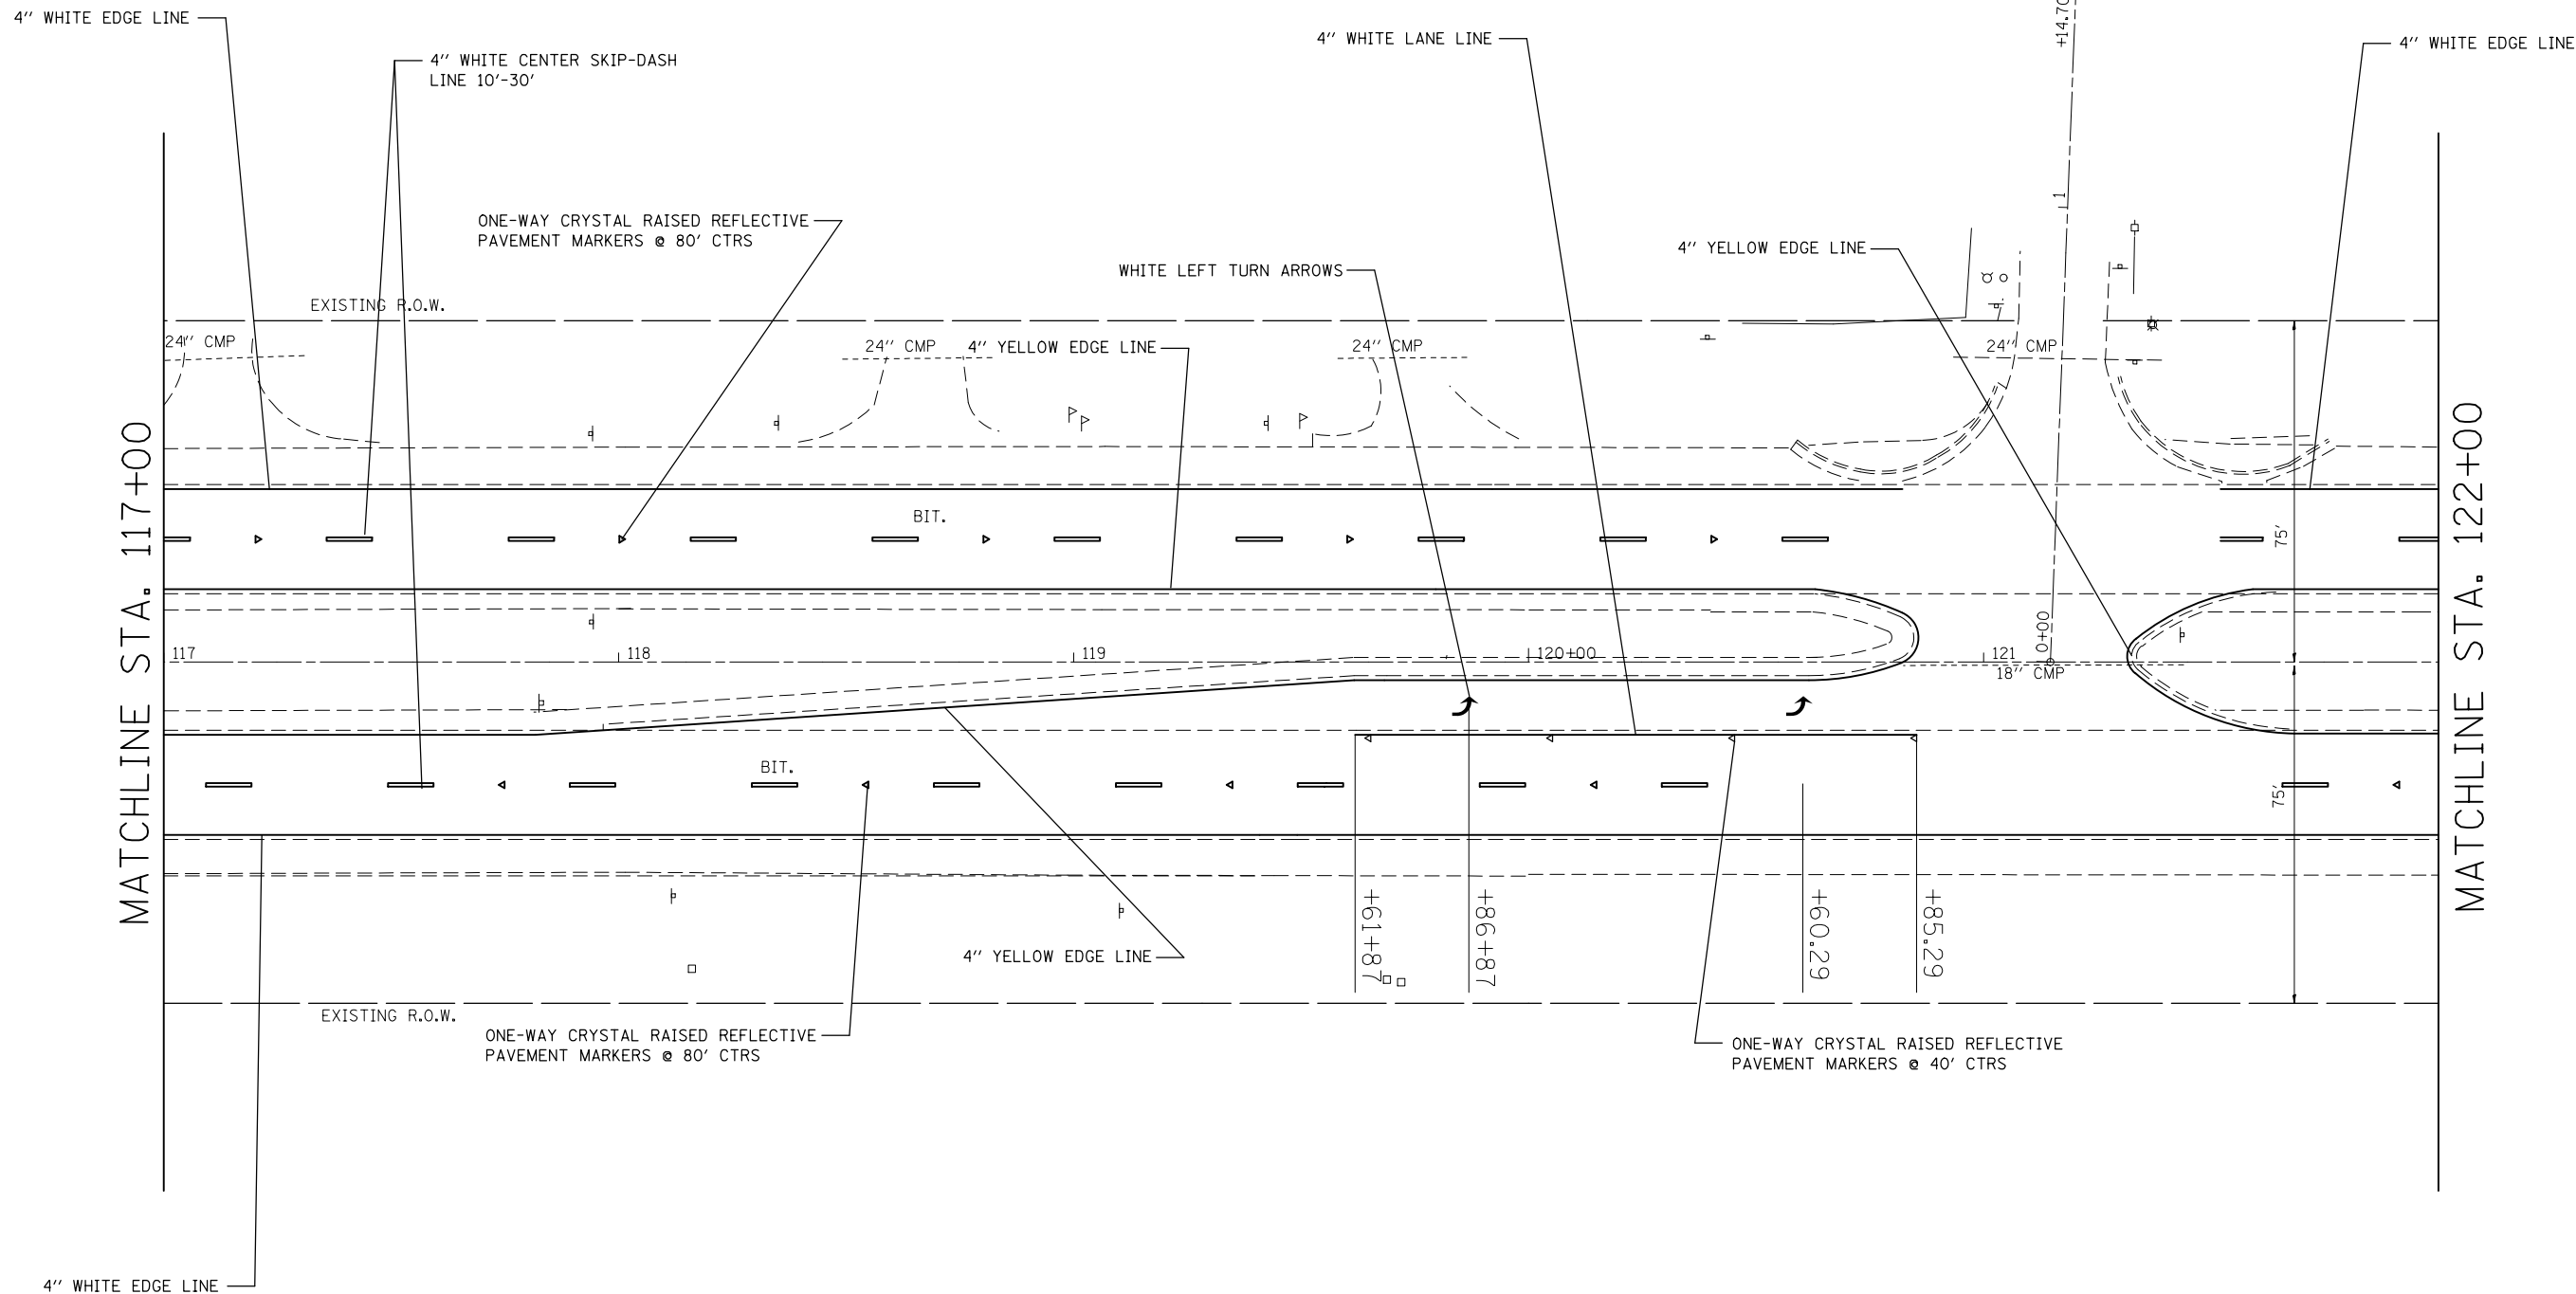 4'' WHITE EDGE LINE
4'' WHITE CENTER SKIP-DASH
LINE 10'-30'
4'' WHITE LANE LINE
+14.70
4'' WHITE EDGE LINE
ONE-WAY CRYSTAL RAISED REFLECTIVE
PAVEMENT MARKERS @ 80' CTRS
1
4'' YELLOW EDGE LINE
WHITE LEFT TURN ARROWS
EXISTING R.O.W.
24'' CMP
24'' CMP
4'' YELLOW EDGE LINE
24'' CMP
24'' CMP
MATCHLINE STA. 117+00
MATCHLINE STA. 122+00
BIT.
75'
10+00
117
118
119
120+00
121
18'' CMP
BIT.
75'
+61+87
+86+87
+60.29
+85.29
4'' YELLOW EDGE LINE
EXISTING R.O.W.
ONE-WAY CRYSTAL RAISED REFLECTIVE
PAVEMENT MARKERS @ 80' CTRS
ONE-WAY CRYSTAL RAISED REFLECTIVE
PAVEMENT MARKERS @ 40' CTRS
4'' WHITE EDGE LINE